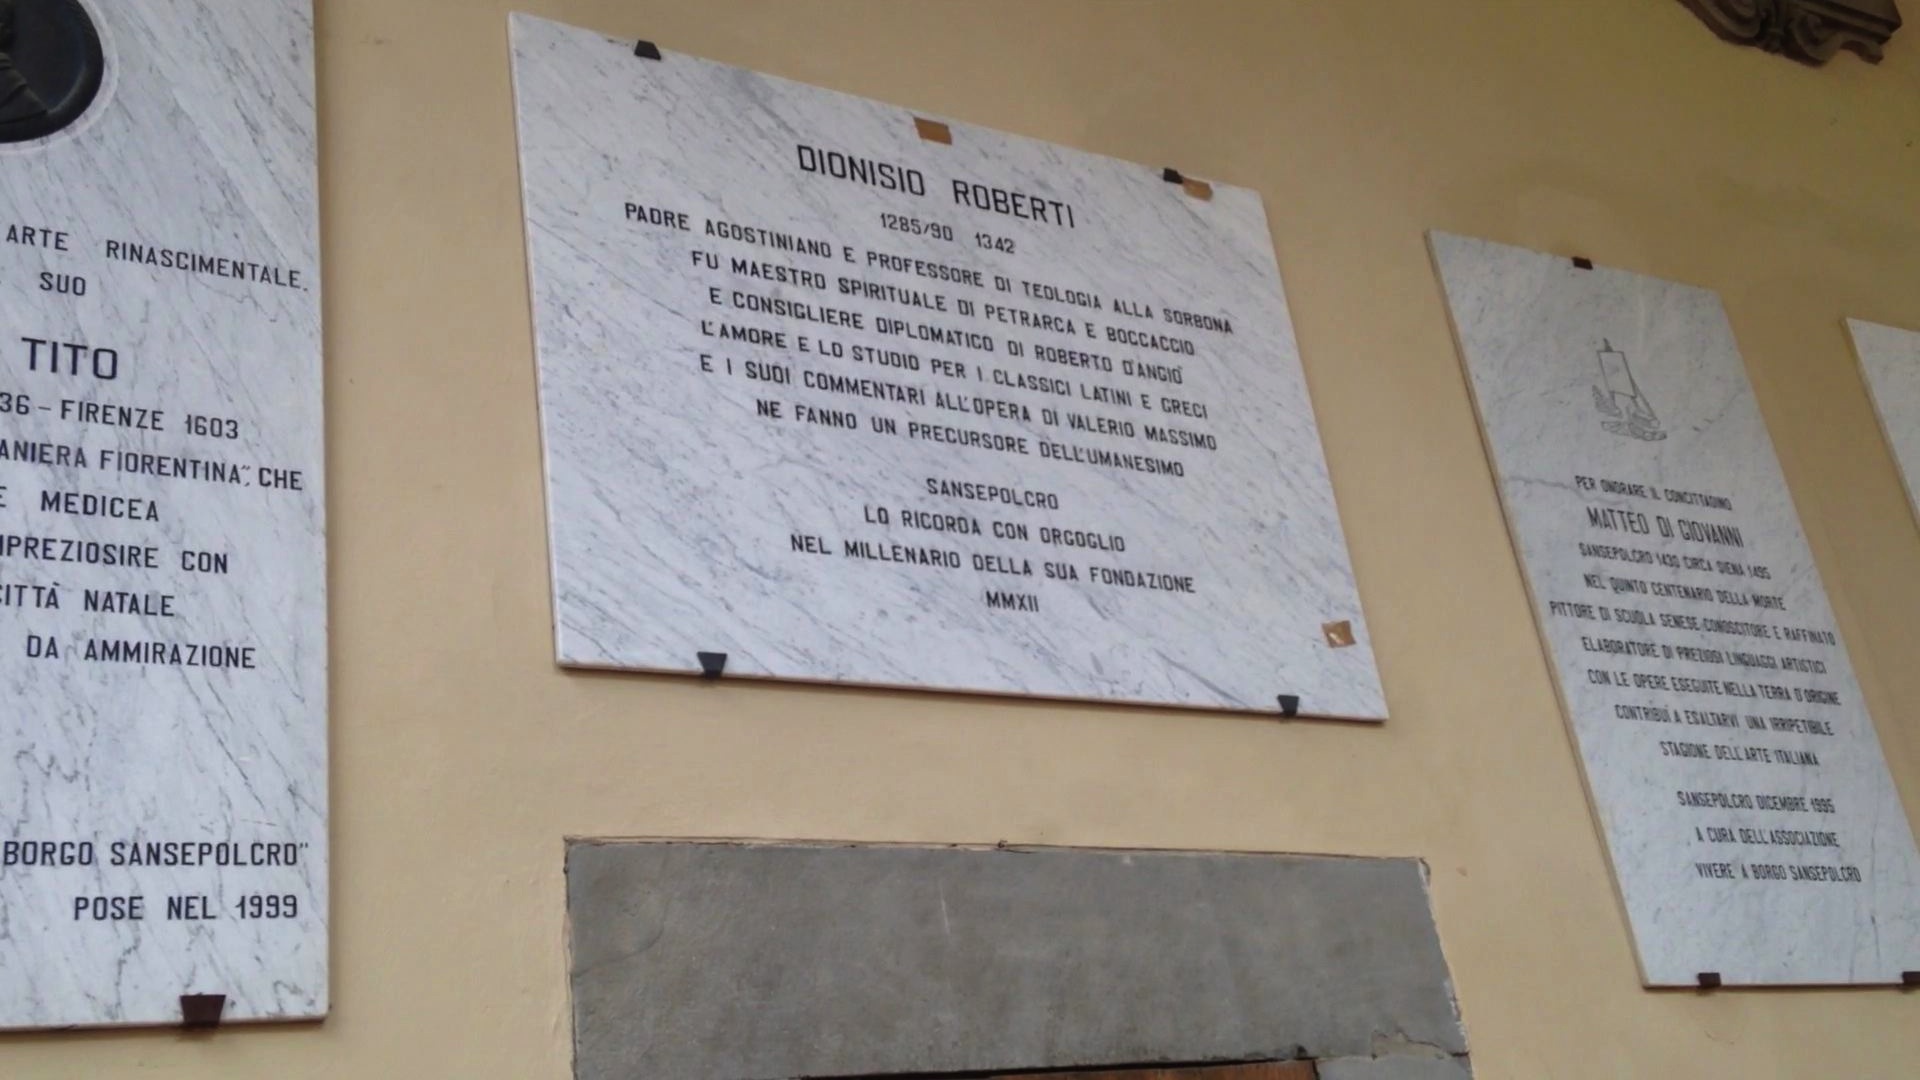 ARTE RINASCIMENTALE.
SUO
TITO
36 - FIRENZE 1603
ANIERA FIORENTINA", CHE
E MEDICEA
MPREZIOSIRE CON
CITTÀ NATALE
DA AMMIRAZIONE
BORGO SANSEPOLCRO"
POSE NEL 1999
DIONISIO ROBERTI
1285/90 1342
PADRE AGOSTINIANO E PROFESSORE DI TEOLOGIA ALLA SORBONA
FU MAESTRO SPIRITUALE DI PETRARCA E BOCCACCIO
E CONSIGLIERE DIPLOMATICO DI ROBERTO D'ANGIO'
L'AMORE E LO STUDIO PER I CLASSICI LATINI E GRECI
E I SUOI COMMENTARI ALL'OPERA DI VALERIO MASSIMO
NE FANNO UN PRECURSORE DELL'UMANESIMO
SANSEPOLCRO
LO RICORDA CON ORGOGLIO
NEL MILLENARIO DELLA SUA FONDAZIONE
MMXII
PER ONORARE IL CONCITTADINO
MATTEO DI GIOVANNI
SANSEPOLCRO 1430 CIRCA SIENA 1495
NEL QUINTO CENTENARIO DELLA MORTE
PITTORE DI SCUOLA SENESE CONOSCITORE E RAFFINATO
ELABORATORE DI PREZIOSI LINGUAGGI ARTISTICI
CON LE OPERE ESEGUITE NELLA TERRA D'ORIGINE
CONTRIBUÌ A ESALTARVI UNA IRRIPETIBILE
STAGIONE DELL'ARTE ITALIANA
SANSEPOLCRO DICEMBRE 1995
A CURA DELL'ASSOCIAZIONE
VIVERE A BORGO SANSEPOLCRO